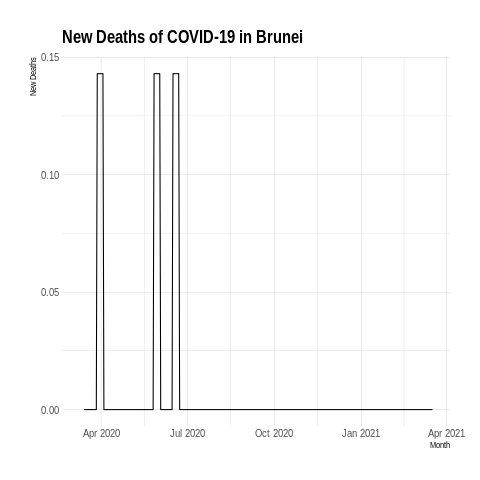 New Deaths of COVID-19 in Brunei
New Deaths
0.15
0.10
0.05
0.00
Apr 2020 Jul 2020 Oct 2020 Jan 2021 Apr 2021
Month